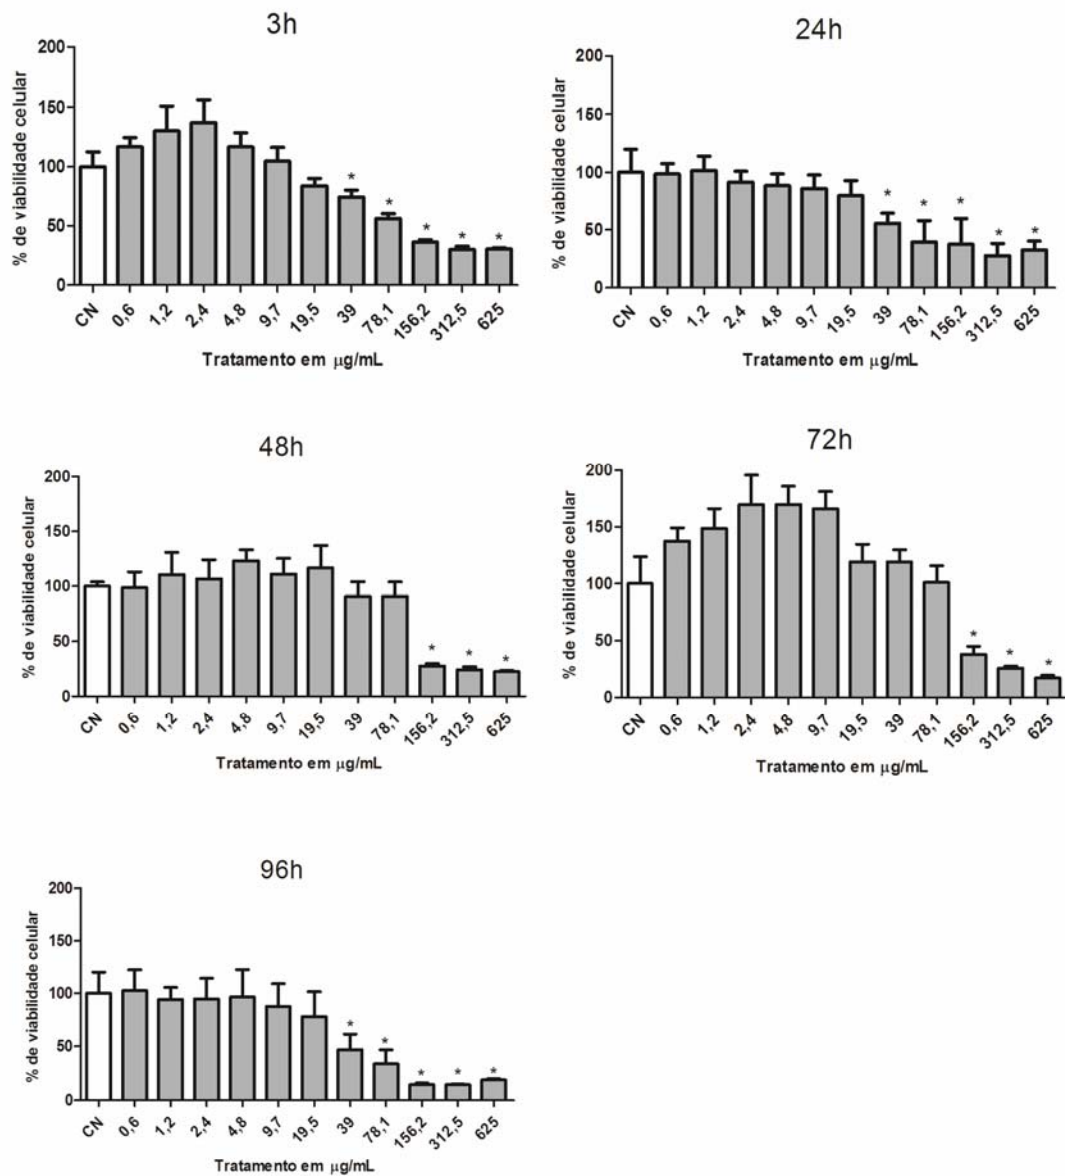 3h
% de viabilidade celular
200
150
100
50
0
CN 0,6 1,2 2,4 4,8 9,7 19,5 39 78,1 156,2 312,5 625
* * * * *
Tratamento em μg/mL
24h
% de viabilidade celular
200
150
100
50
0
CN 0,6 1,2 2,4 4,8 9,7 19,5 39 78,1 156,2 312,5 625
* * * * *
Tratamento em μg/mL
48h
% de viabilidade celular
200
150
100
50
0
CN 0,6 1,2 2,4 4,8 9,7 19,5 39 78,1 156,2 312,5 625
* * *
Tratamento em μg/mL
72h
% de viabilidade celular
200
150
100
50
0
CN 0,6 1,2 2,4 4,8 9,7 19,5 39 78,1 156,2 312,5 625
* * *
Tratamento em μg/mL
96h
% de viabilidade celular
200
150
100
50
0
CN 0,6 1,2 2,4 4,8 9,7 19,5 39 78,1 156,2 312,5 625
* * * * *
Tratamento em μg/mL